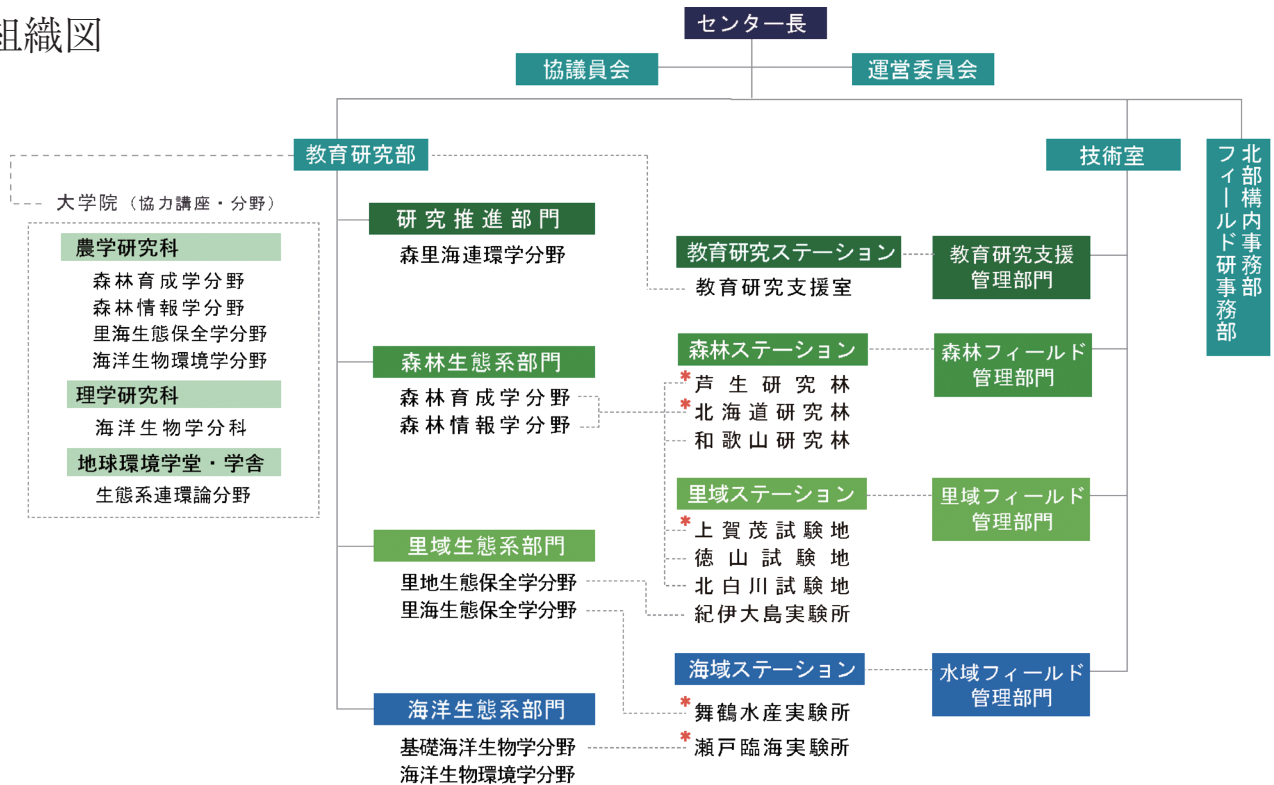 組織図
センター長
協議員会
運営委員会
教育研究部
技術室
北部構内事務部
フィールド研事務部
大学院（協力講座・分野）
農学研究科
森林育成学分野
森林情報学分野
里海生態保全学分野
海洋生物環境学分野
理学研究科
海洋生物学分科
地球環境学堂・学舎
生態系連環論分野
研究推進部門
森里海連環学分野
森林生態系部門
森林育成学分野
森林情報学分野
里域生態系部門
里地生態保全学分野
里海生態保全学分野
海洋生態系部門
基礎海洋生物学分野
海洋生物環境学分野
教育研究ステーション
教育研究支援室
森林ステーション
*芦生研究林
*北海道研究林
和歌山研究林
里域ステーション
*上賀茂試験地
徳山試験地
北白川試験地
紀伊大島実験所
海域ステーション
*舞鶴水産実験所
*瀬戸臨海実験所
教育研究支援
管理部門
森林フィールド
管理部門
里域フィールド
管理部門
水域フィールド
管理部門